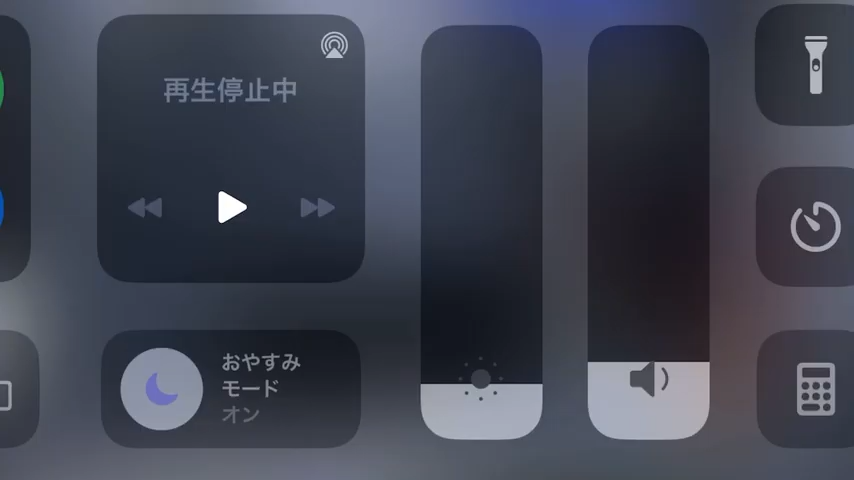 再生停止中
おやすみ
モード
オン